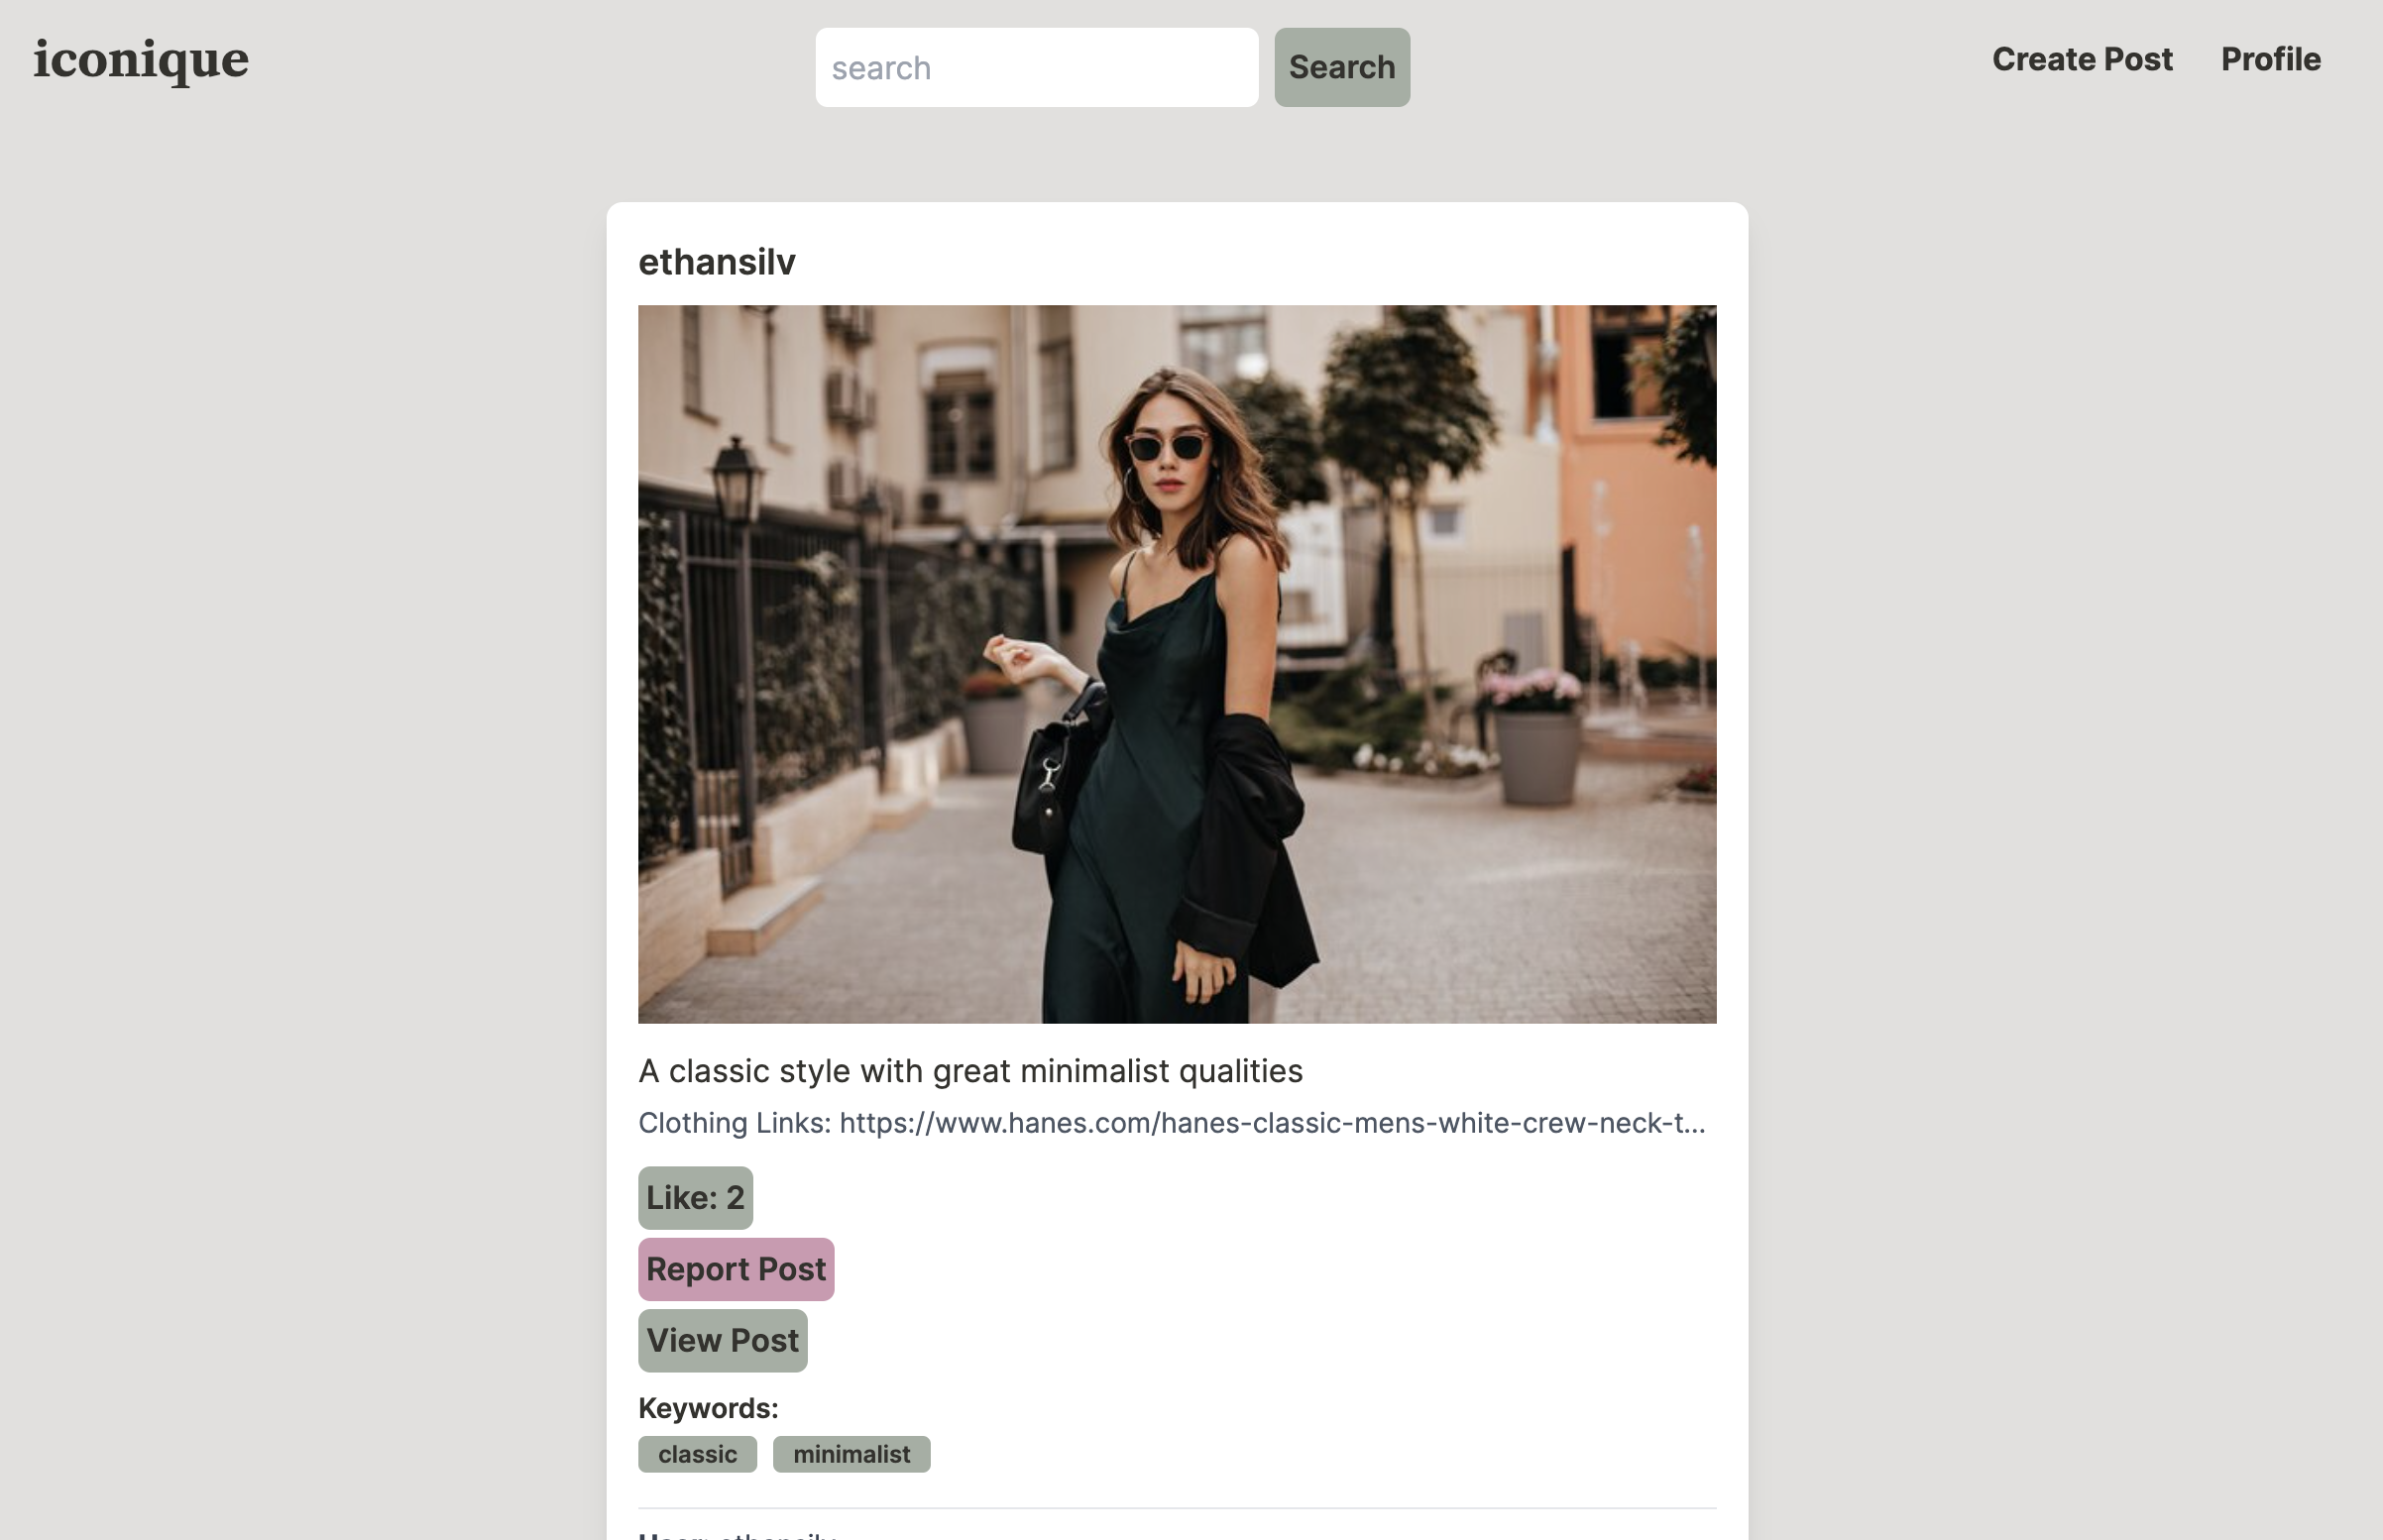 iconique
search
Search
Create Post
Profile
ethansilv
A classic style with great minimalist qualities
Clothing Links: https://www.hanes.com/hanes-classic-mens-white-crew-neck-t...
Like: 2
Report Post
View Post
Keywords:
classic
minimalist